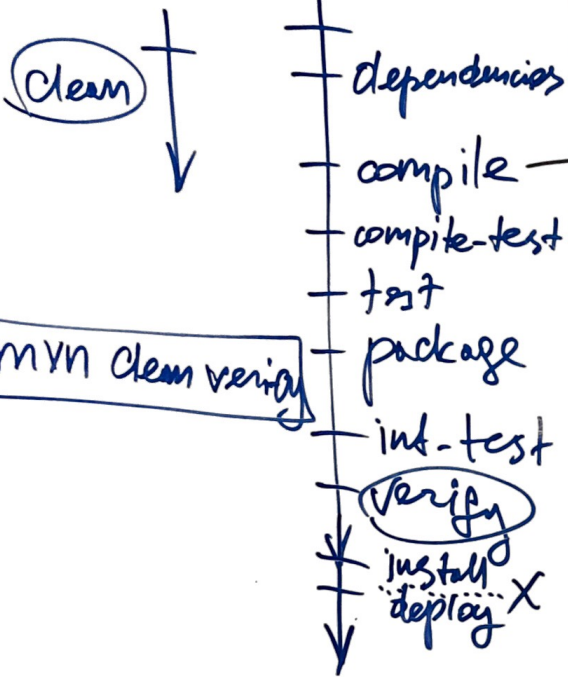 clean
dependencies
compile
compile-test
test
package
mvn clean verify
int-test
verify
install
deploy X